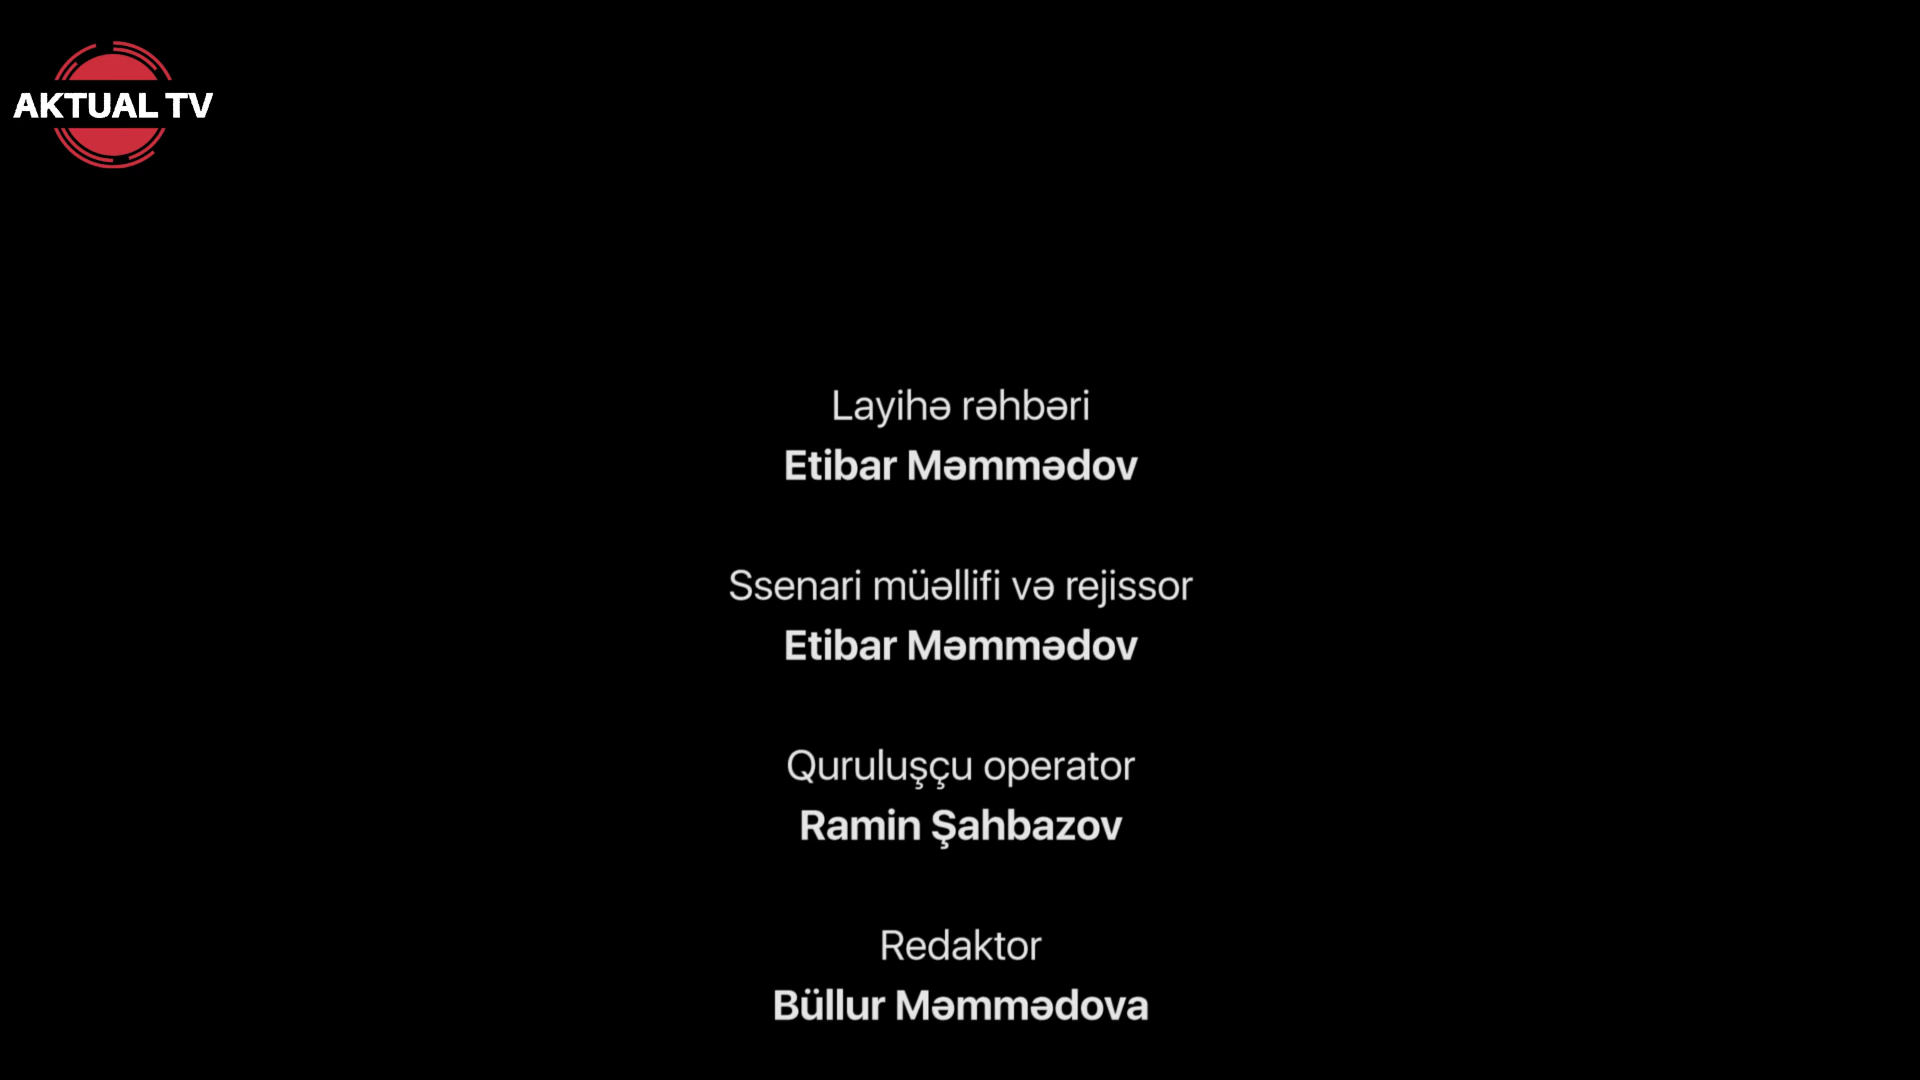 AKTUAL TV
Layihə rəhbəri
Etibar Məmmədov
Ssenari müəllifi və rejissor
Etibar Məmmədov
Quruluşçu operator
Ramin Şahbazov
Redaktor
Büllur Məmmədova